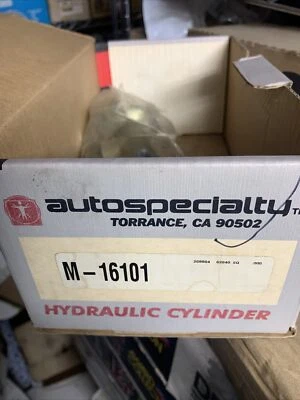 autospecialty
TORRANCE, CA 90502
M-16101
HYDRAULIC CYLINDER